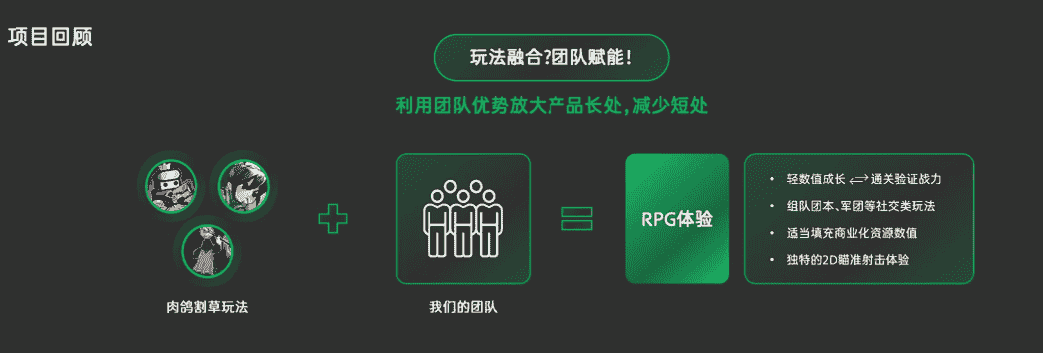 项目回顾
玩法融合?团队赋能!
利用团队优势放大产品长处,减少短处
肉鸽割草玩法
我们的团队
RPG体验
• 轻数值成长 ⇌ 通关验证战力
• 组队团本、军团等社交类玩法
• 适当填充商业化资源数值
• 独特的2D瞄准射击体验